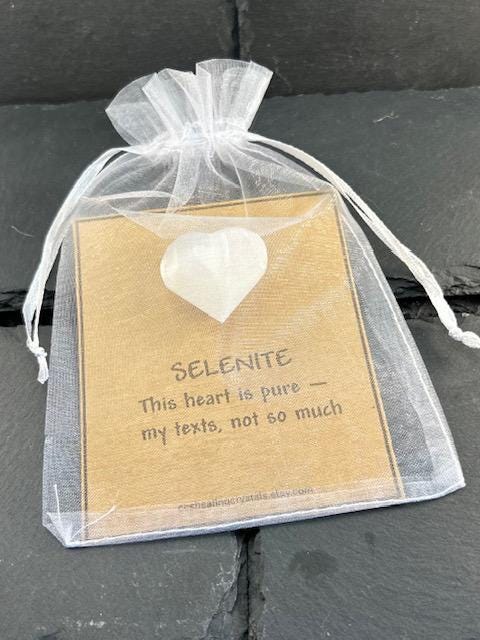 SELENITE
This heart is pure —
my texts, not so much